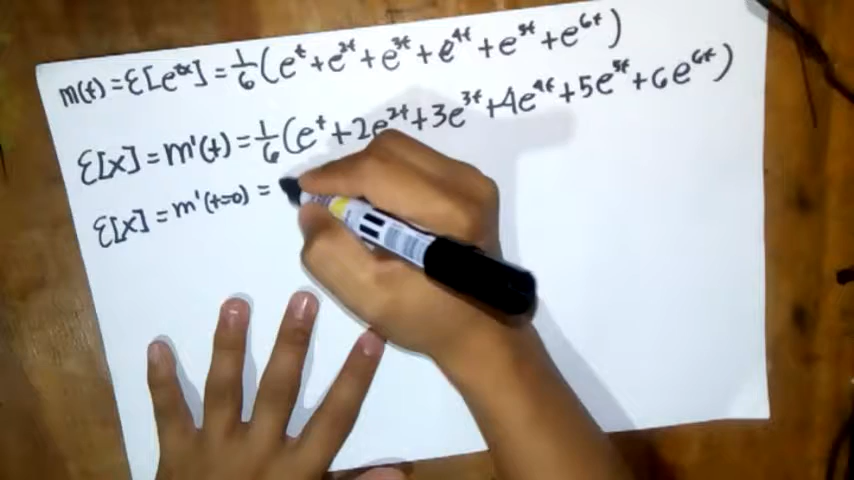 m(t) = ε[e^tx] = 1/6 (e^t + e^2t + e^3t + e^4t + e^5t + e^6t)
ε[x] = m'(t) = 1/6 (e^t + 2e^2t + 3e^3t + 4e^4t + 5e^5t + 6e^6t)
ε[x] = m'(t=0) =